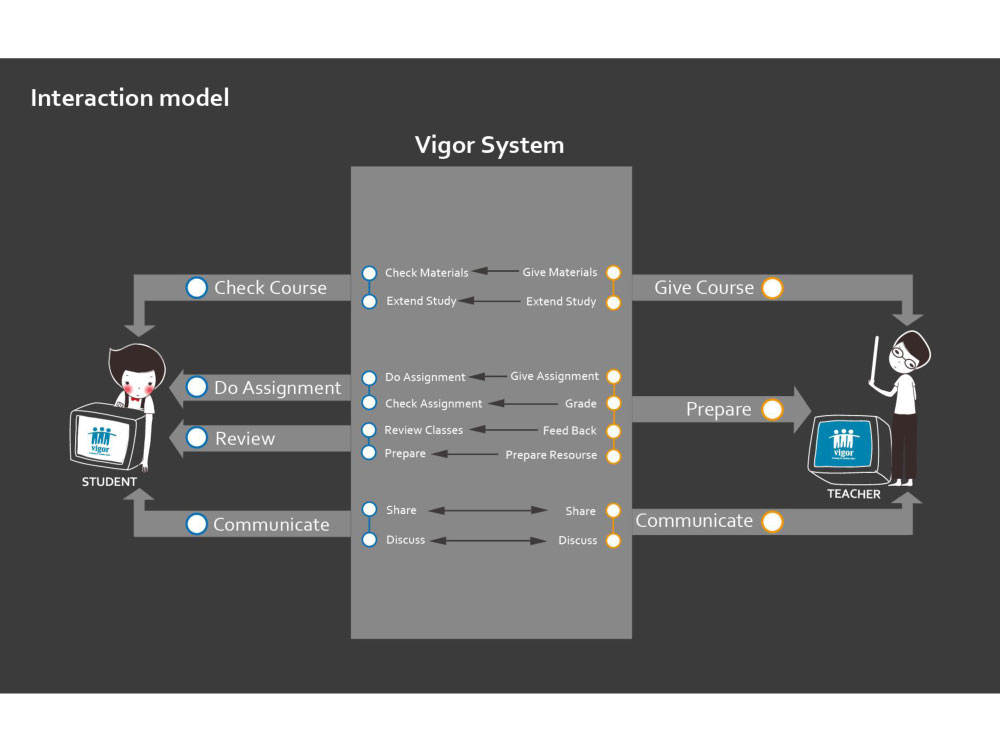 Interaction model
Vigor System
Check Materials
Give Materials
Check Course
Give Course
Extend Study
Extend Study
Do Assignment
Give Assignment
Do Assignment
Check Assignment
Grade
Prepare
Review Classes
Feed Back
Review
Prepare
Prepare Resourse
vigor
vigor
STUDENT
TEACHER
Share
Share
Communicate
Communicate
Discuss
Discuss